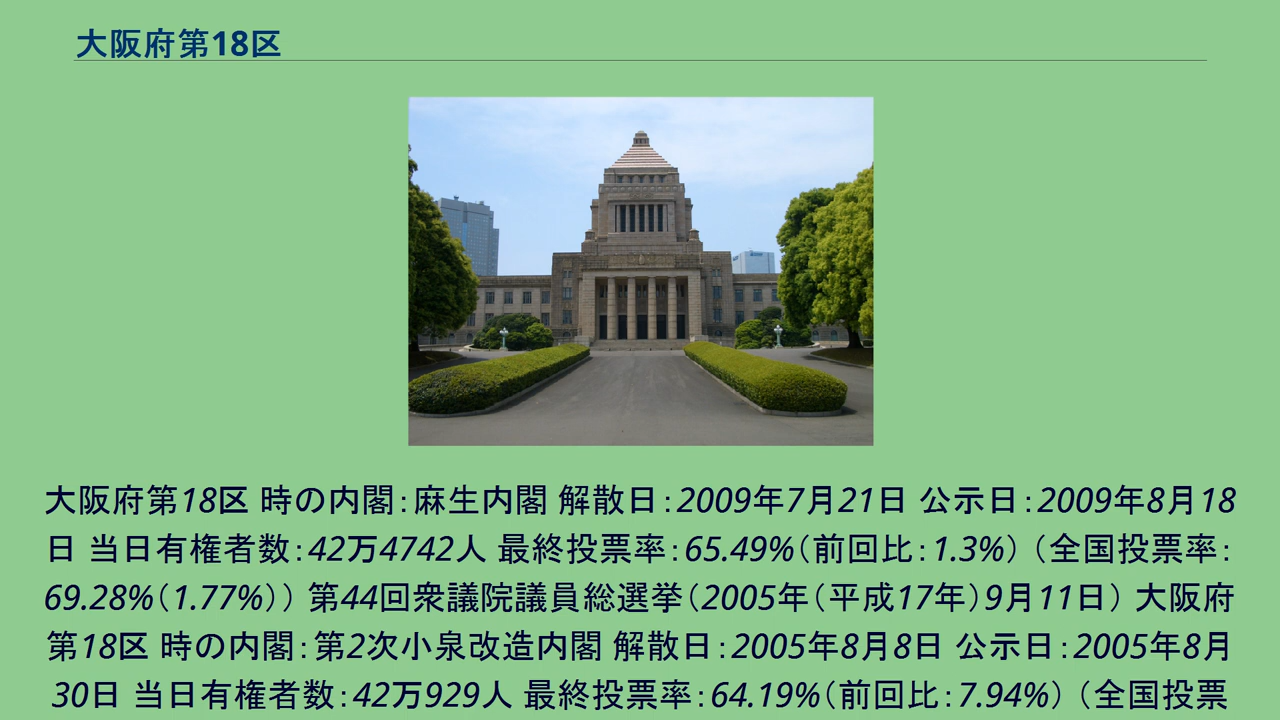 大阪府第18区
大阪府第18区 時の内閣：麻生内閣 解散日：2009年7月21日 公示日：2009年8月18
日 当日有権者数：42万4742人 最終投票率：65.49%（前回比：1.3%）（全国投票率：
69.28%（1.77%））第44回衆議院議員総選挙（2005年（平成17年）9月11日）大阪府
第18区 時の内閣：第2次小泉改造内閣 解散日：2005年8月8日 公示日：2005年8月
30日 当日有権者数：42万929人 最終投票率：64.19%（前回比：7.94%）（全国投票